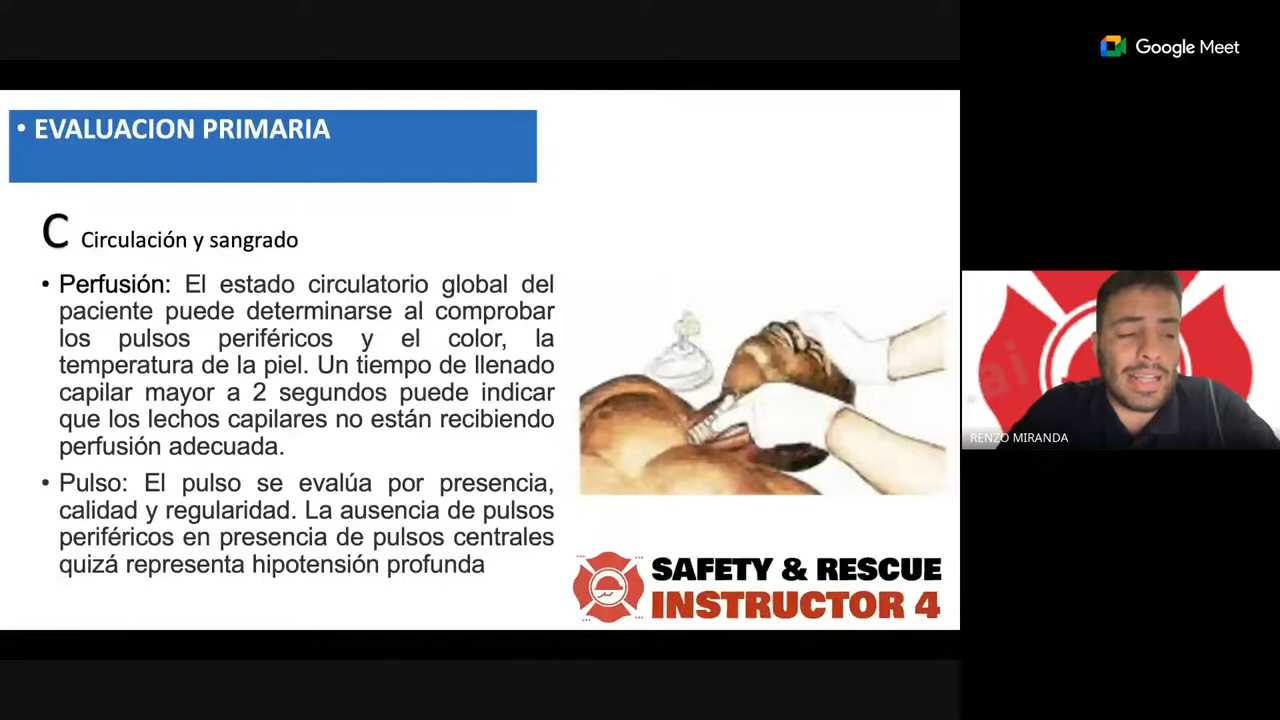 Google Meet
• EVALUACION PRIMARIA
C Circulación y sangrado
• Perfusión: El estado circulatorio global del
paciente puede determinarse al comprobar
los pulsos periféricos y el color, la
temperatura de la piel. Un tiempo de llenado
capilar mayor a 2 segundos puede indicar
que los lechos capilares no están recibiendo
perfusión adecuada.
• Pulso: El pulso se evalúa por presencia,
calidad y regularidad. La ausencia de pulsos
periféricos en presencia de pulsos centrales
quizá representa hipotensión profunda
SAFETY & RESCUE
INSTRUCTOR 4
RENZO MIRANDA